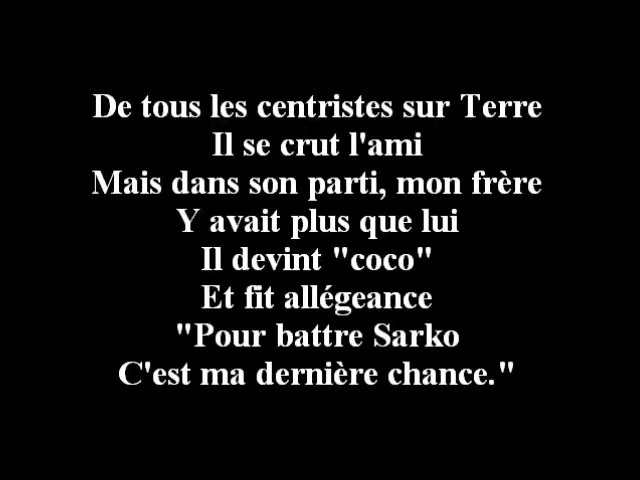 De tous les centristes sur Terre
Il se crut l'ami
Mais dans son parti, mon frère
Y avait plus que lui
Il devint "coco"
Et fit allégeance
"Pour battre Sarko
C'est ma dernière chance."